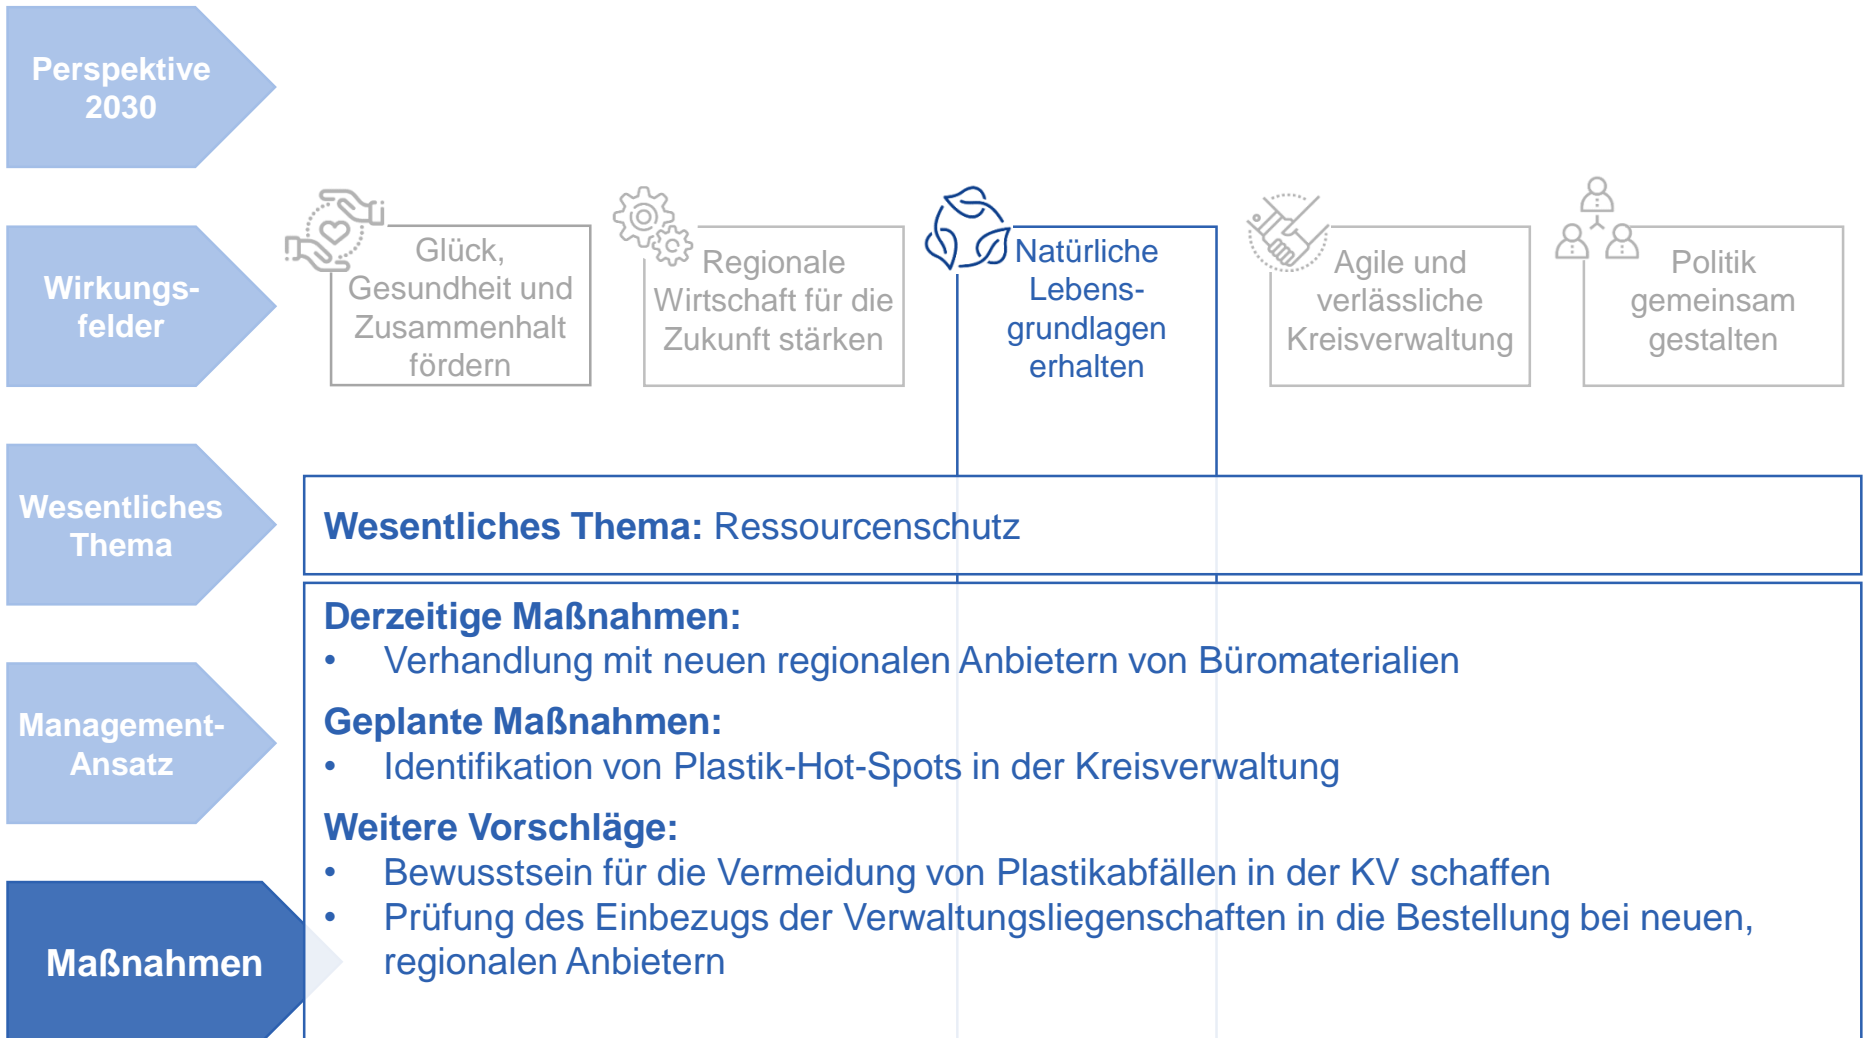 Perspektive
2030
Wirkungs-
felder
Glück,
Gesundheit und
Zusammenhalt
fördern
Regionale
Wirtschaft für die
Zukunft stärken
Natürliche
Lebens-
grundlagen
erhalten
Agile und
verlässliche
Kreisverwaltung
Politik
gemeinsam
gestalten
Wesentliches
Thema
Wesentliches Thema: Ressourcenschutz
Management-
Ansatz
Maßnahmen
Derzeitige Maßnahmen:
• Verhandlung mit neuen regionalen Anbietern von Büromaterialien
Geplante Maßnahmen:
• Identifikation von Plastik-Hot-Spots in der Kreisverwaltung
Weitere Vorschläge:
• Bewusstsein für die Vermeidung von Plastikabfällen in der KV schaffen
• Prüfung des Einbezugs der Verwaltungsliegenschaften in die Bestellung bei neuen,
regionalen Anbietern